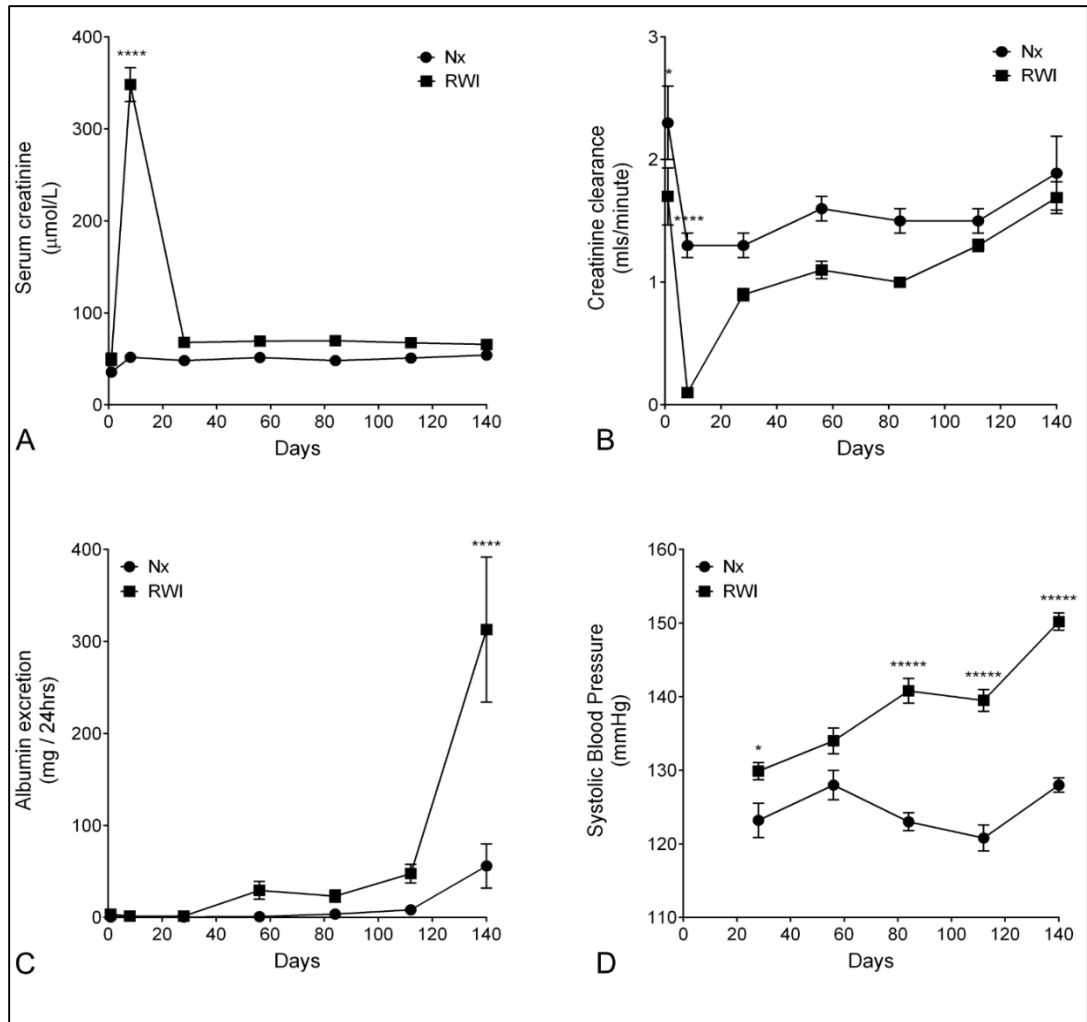 400
300
200
100
0
Serum creatinine
(μmol/L)
****
Nx
RWI
0 20 40 60 80 100 120 140
Days
A
3
2
1
0
Creatinine clearance
(mls/minute)
*
****
Nx
RWI
0 20 40 60 80 100 120 140
Days
B
400
300
200
100
0
Albumin excretion
(mg / 24hrs)
Nx
RWI
****
0 20 40 60 80 100 120 140
Days
C
160
150
140
130
120
110
Systolic Blood Pressure
(mmHg)
Nx
RWI
*
*****
*****
*****
0 20 40 60 80 100 120 140
Days
D